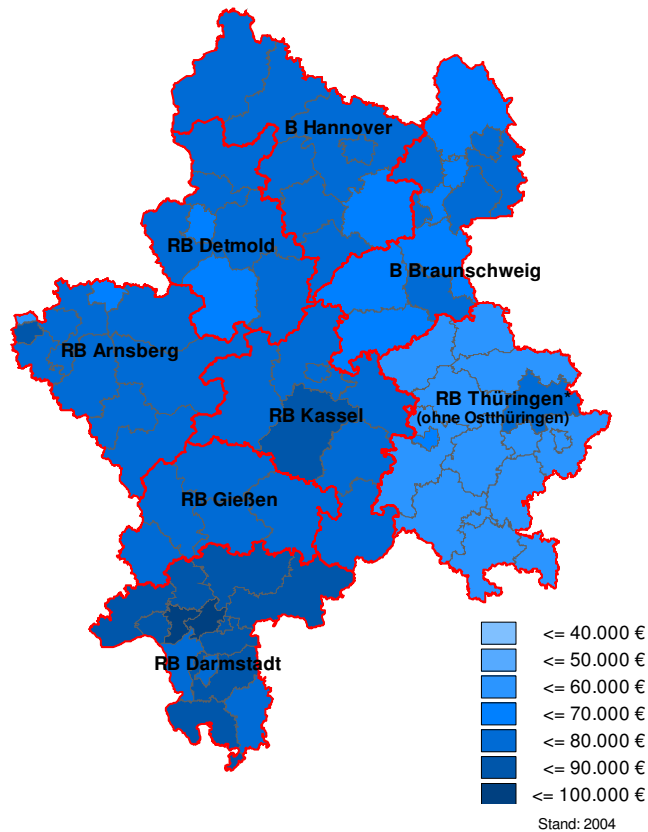 B Hannover
RB Detmold
B Braunschweig
RB Arnsberg
RB Thüringen*
(ohne Ostthüringen)
RB Kassel
RB Gießen
RB Darmstadt
<= 40.000 €
<= 50.000 €
<= 60.000 €
<= 70.000 €
<= 80.000 €
<= 90.000 €
<= 100.000 €
Stand: 2004